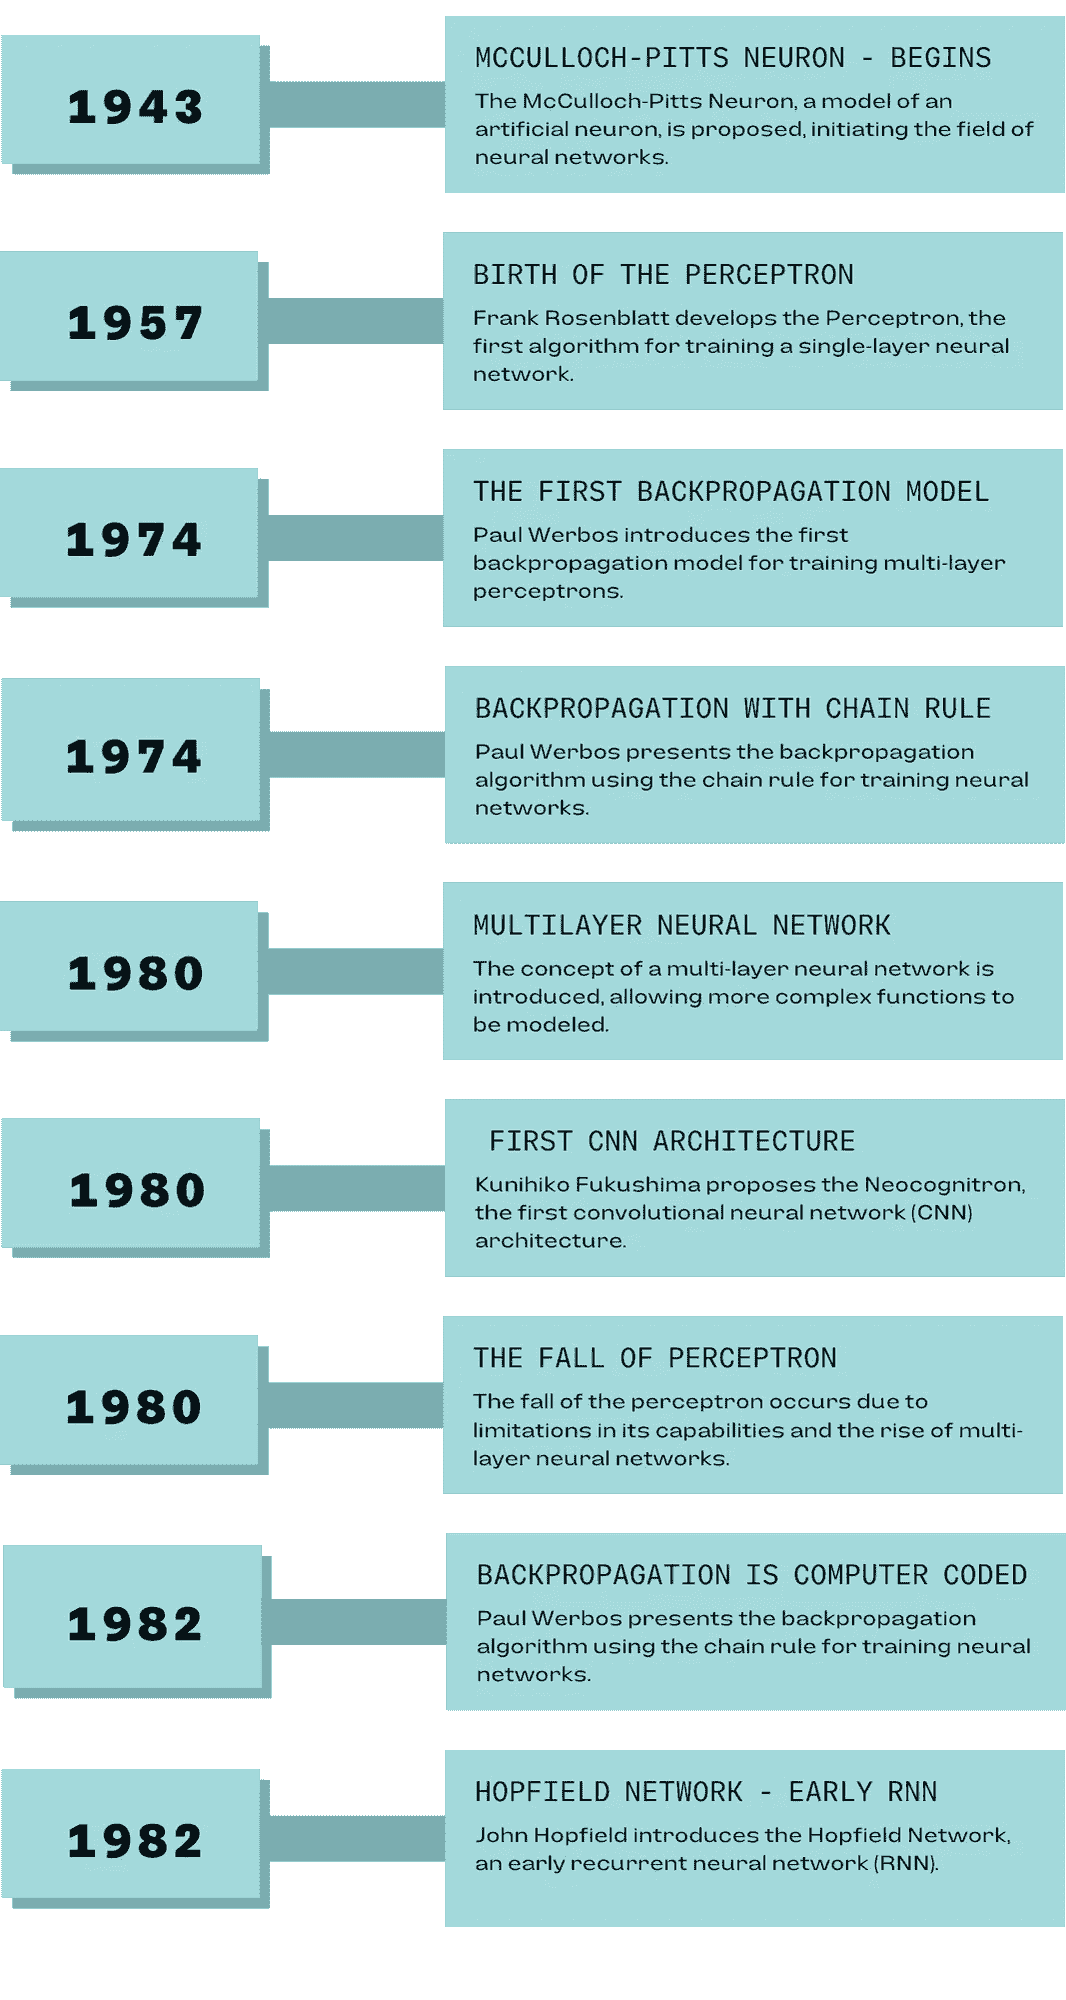 1943
MCCULLOCH-PITTS NEURON - BEGINS
The McCulloch-Pitts Neuron, a model of an
artificial neuron, is proposed, initiating the field of
neural networks.
1957
BIRTH OF THE PERCEPTRON
Frank Rosenblatt develops the Perceptron, the
first algorithm for training a single-layer neural
network.
1974
THE FIRST BACKPROPAGATION MODEL
Paul Werbos introduces the first
backpropagation model for training multi-layer
perceptrons.
1974
BACKPROPAGATION WITH CHAIN RULE
Paul Werbos presents the backpropagation
algorithm using the chain rule for training neural
networks.
1980
MULTILAYER NEURAL NETWORK
The concept of a multi-layer neural network is
introduced, allowing more complex functions to
be modeled.
1980
FIRST CNN ARCHITECTURE
Kunihiko Fukushima proposes the Neocognitron,
the first convolutional neural network (CNN)
architecture.
1980
THE FALL OF PERCEPTRON
The fall of the perceptron occurs due to
limitations in its capabilities and the rise of multi-
layer neural networks.
1982
BACKPROPAGATION IS COMPUTER CODED
Paul Werbos presents the backpropagation
algorithm using the chain rule for training neural
networks.
1982
HOPFIELD NETWORK - EARLY RNN
John Hopfield introduces the Hopfield Network,
an early recurrent neural network (RNN).